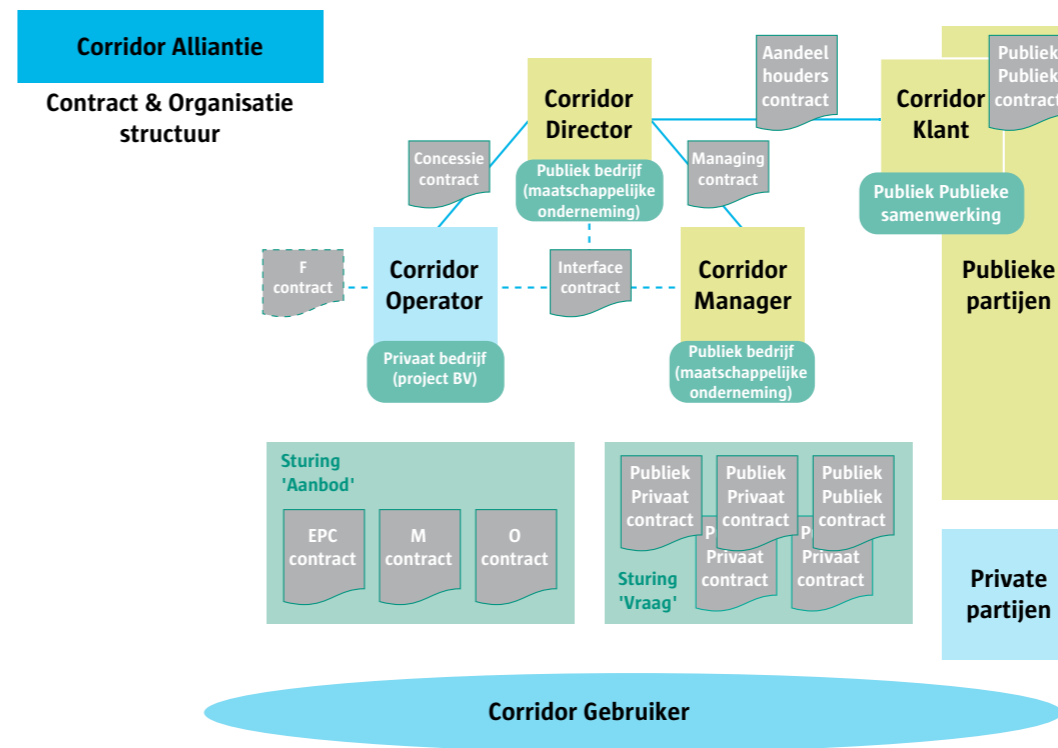 Corridor Alliantie
Contract & Organisatie
structuur
Corridor
Director
Publiek bedrijf
(maatschappelijke
onderneming)
Aandeel
houders
contract
Corridor
Klant
Publiek
Publiek
contract
Publiek Publieke
samenwerking
Concessie
contract
Managing
contract
F
contract
Corridor
Operator
Privaat bedrijf
(project BV)
Interface
contract
Corridor
Manager
Publiek bedrijf
(maatschappelijke
onderneming)
Publieke
partijen
Sturing
'Aanbod'
EPC
contract
M
contract
O
contract
Publiek
Privaat
contract
Publiek
Privaat
contract
Publiek
Publiek
contract
Privaat
contract
Privaat
contract
Sturing
'Vraag'
Private
partijen
Corridor Gebruiker